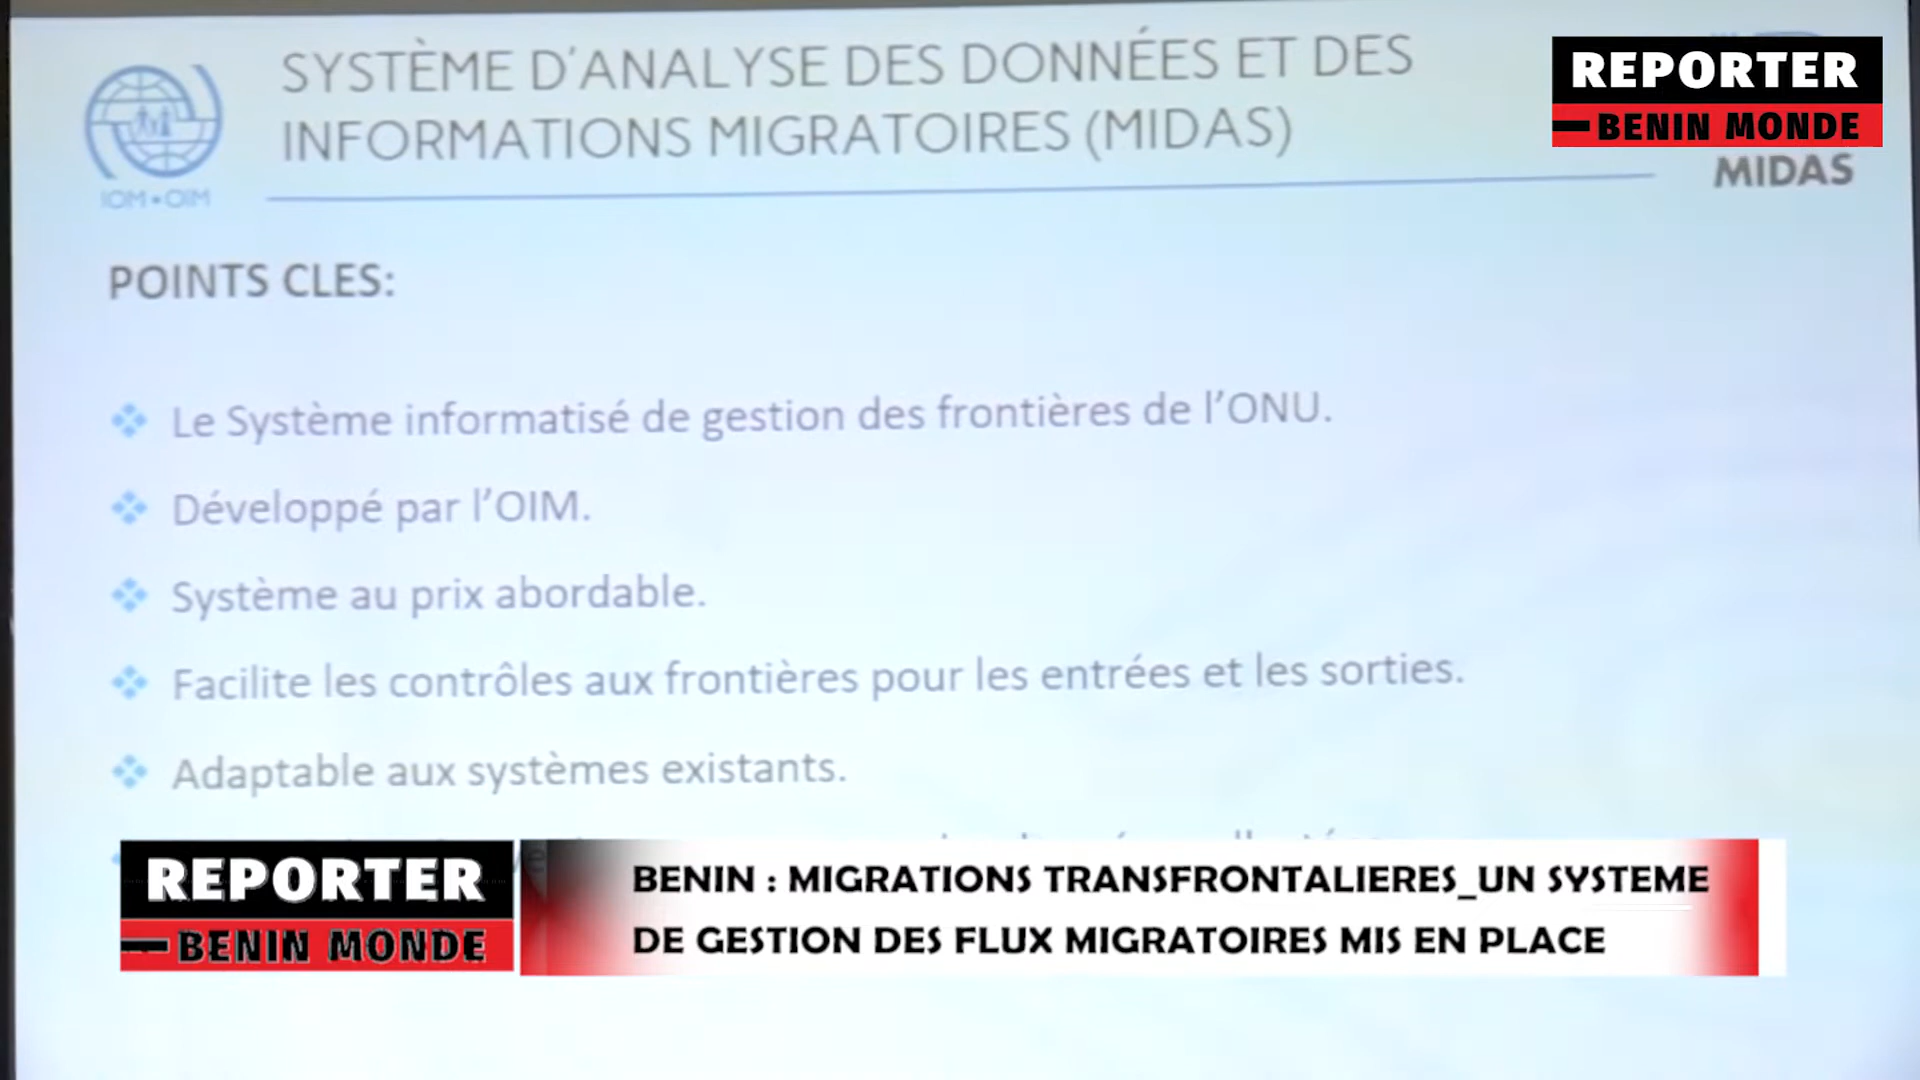 SYSTÈME D'ANALYSE DES DONNÉES ET DES
INFORMATIONS MIGRATOIRES (MIDAS)
IOM•OIM
REPORTER
BENIN MONDE
MIDAS
POINTS CLES:
Le Système informatisé de gestion des frontières de l'ONU.
Développé par l'OIM.
Système au prix abordable.
Facilite les contrôles aux frontières pour les entrées et les sorties.
Adaptable aux systèmes existants.
REPORTER
BENIN MONDE
BENIN : MIGRATIONS TRANSFRONTALIERES_UN SYSTEME
DE GESTION DES FLUX MIGRATOIRES MIS EN PLACE